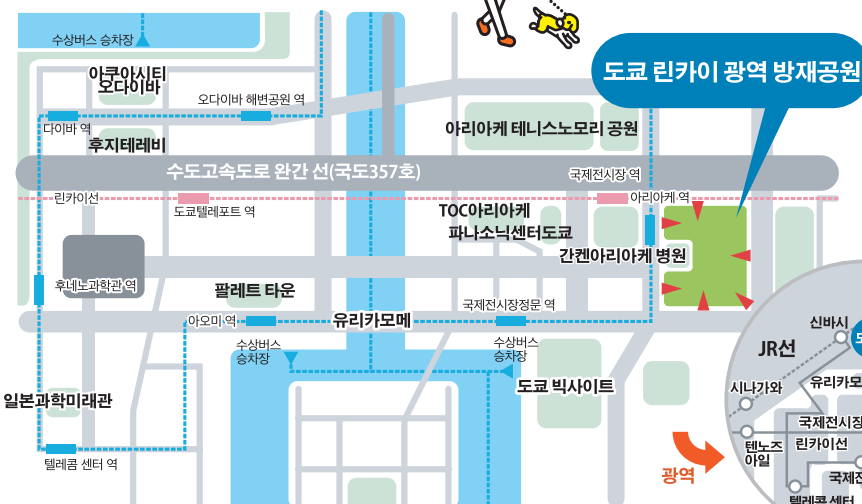 수상버스 승차장
아쿠아시티
오다이바
오다이바 해변공원 역
도쿄 린카이 광역 방재공원
다이바 역
후지테레비
아리아케 테니스노모리 공원
수도고속도로 완간 선(국도357호)
국제전시장 역
린카이선
도쿄텔레포트 역
아리아케 역
TOC아리아케
파나소닉센터도쿄
간켄아리아케 병원
후네노과학관 역
팔레트 타운
국제전시장정문 역
아오미 역
유리카모메
수상버스
승차장
수상버스
승차장
도쿄 빅사이트
일본과학미래관
텔레콤 센터 역
광역
신바시
JR선
시나가와
유리카모
국제전시장
텐노즈
아일
린카이선
국제전
텔레콤 센터